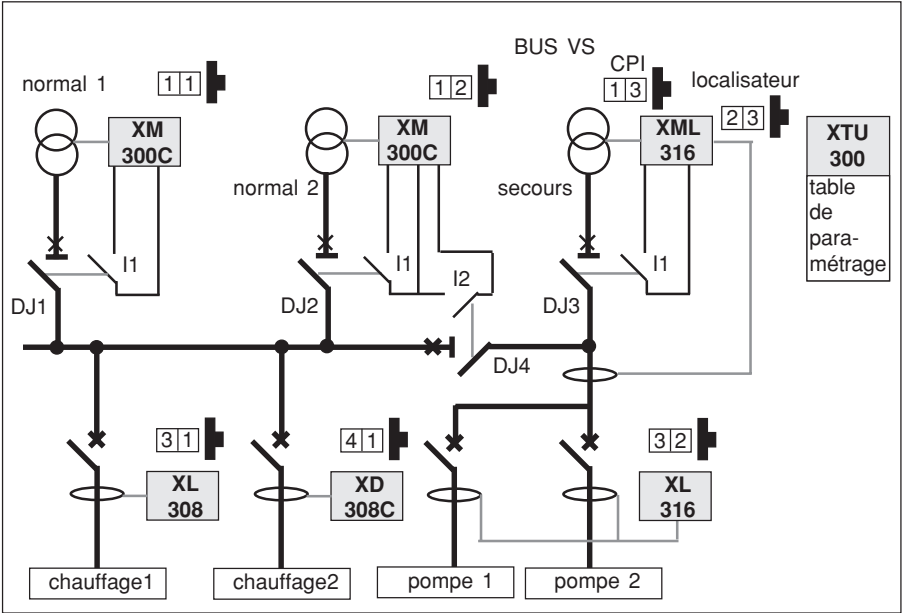 BUS VS
normal 1
1 1
1 2
CPI
1 3
localisateur
2 3
XM
300C
XM
300C
XML
316
XTU
300
table
de
para-
métrage
normal 2
secours
I1
I1
I2
I1
DJ1
DJ2
DJ3
DJ4
3 1
4 1
3 2
XL
308
XD
308C
XL
316
chauffage1
chauffage2
pompe 1
pompe 2